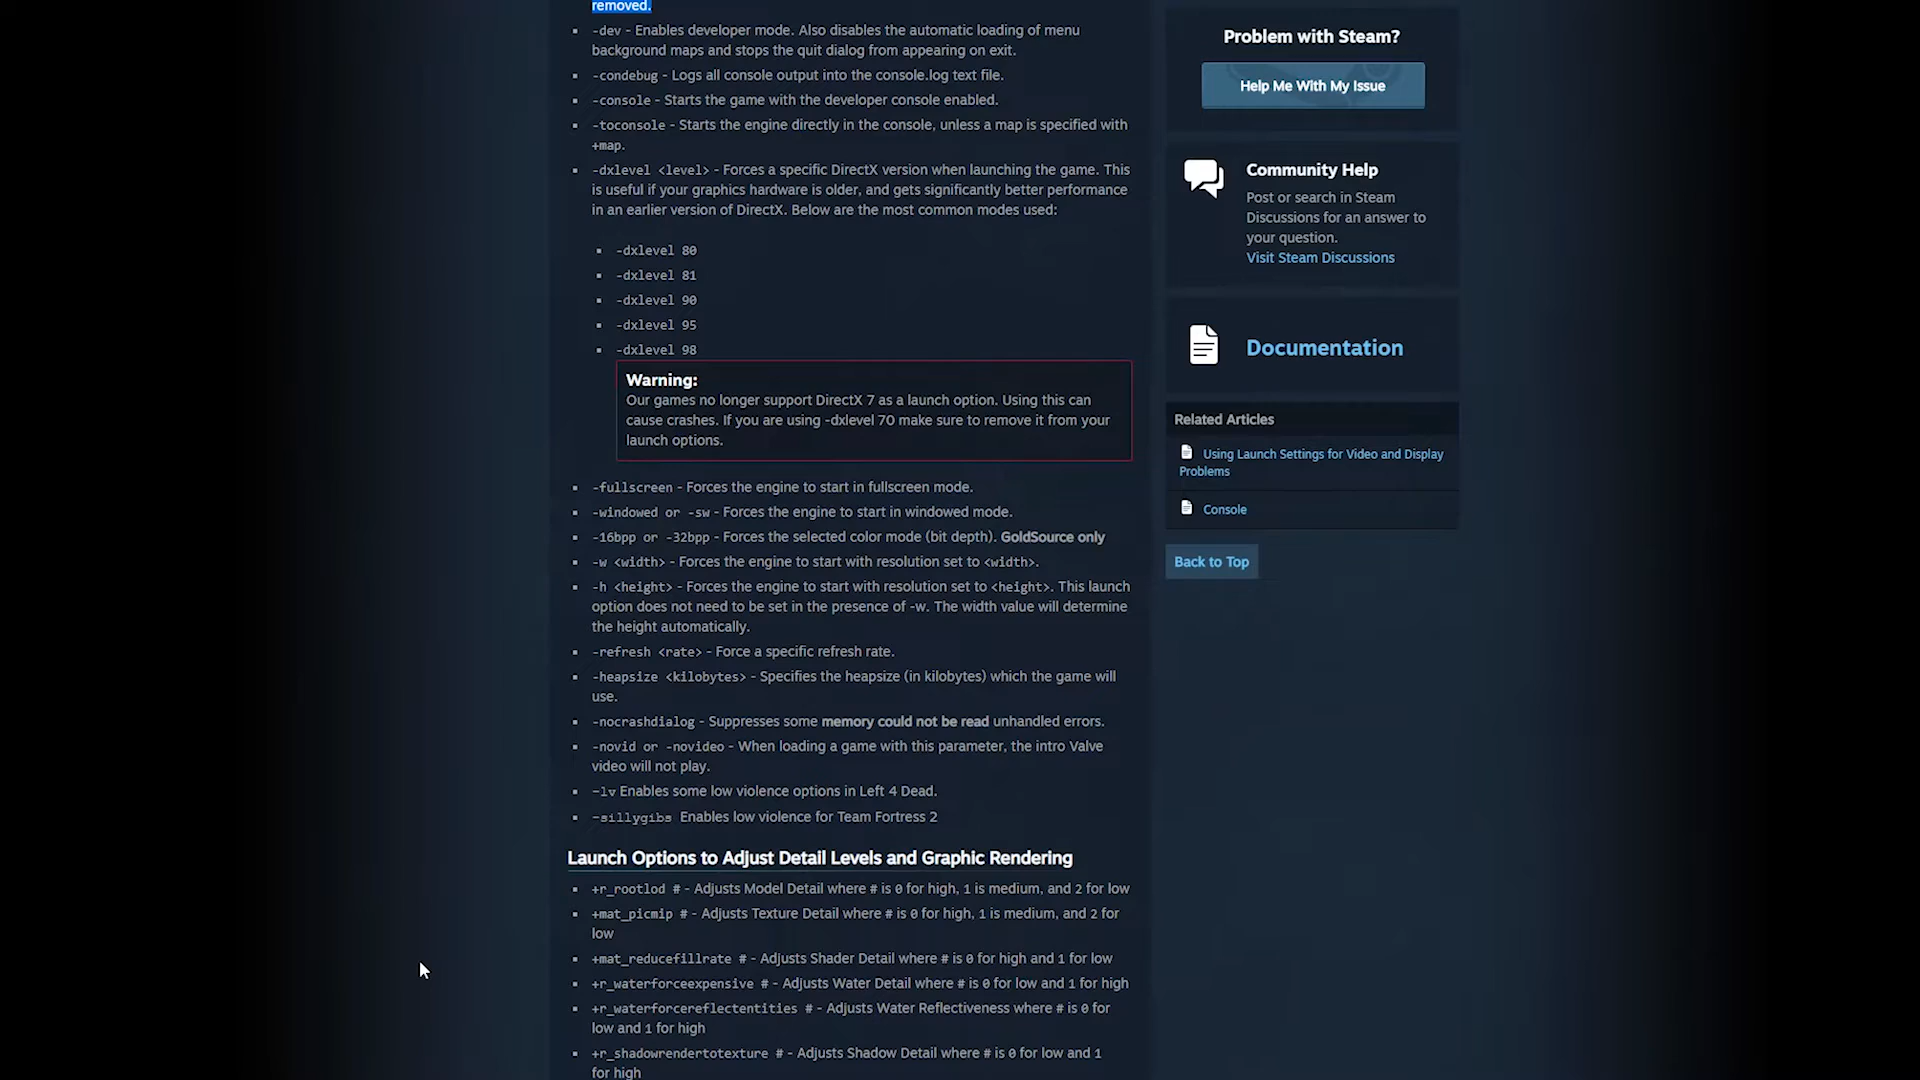 removed.
-dev - Enables developer mode. Also disables the automatic loading of menu
background maps and stops the quit dialog from appearing on exit.
-condebug - Logs all console output into the console.log text file.
-console - Starts the game with the developer console enabled.
-toconsole - Starts the engine directly in the console, unless a map is specified with
+map.
-dxlevel <level> - Forces a specific DirectX version when launching the game. This
is useful if your graphics hardware is older, and gets significantly better performance
in an earlier version of DirectX. Below are the most common modes used:
-dxlevel 80
-dxlevel 81
-dxlevel 90
-dxlevel 95
-dxlevel 98
Warning:
Our games no longer support DirectX 7 as a launch option. Using this can
cause crashes. If you are using -dxlevel 70 make sure to remove it from your
launch options.
-fullscreen - Forces the engine to start in fullscreen mode.
-windowed or -sw - Forces the engine to start in windowed mode.
-16bpp or -32bpp - Forces the selected color mode (bit depth). GoldSource only
-w <width> - Forces the engine to start with resolution set to <width>.
-h <height> - Forces the engine to start with resolution set to <height>. This launch
option does not need to be set in the presence of -w. The width value will determine
the height automatically.
-refresh <rate> - Force a specific refresh rate.
-heapsize <kilobytes> - Specifies the heapsize (in kilobytes) which the game will
use.
-nocrashdialog - Suppresses some memory could not be read unhandled errors.
-novid or -novideo - When loading a game with this parameter, the intro Valve
video will not play.
-lv Enables some low violence options in Left 4 Dead.
-sillygibs Enables low violence for Team Fortress 2
Launch Options to Adjust Detail Levels and Graphic Rendering
+r_rootlod # - Adjusts Model Detail where # is 0 for high, 1 is medium, and 2 for low
+mat_picmip # - Adjusts Texture Detail where # is 0 for high, 1 is medium, and 2 for
low
+mat_reducefillrate # - Adjusts Shader Detail where # is 0 for high and 1 for low
+r_waterforceexpensive # - Adjusts Water Detail where # is 0 for low and 1 for high
+r_waterforcereflectentities # - Adjusts Water Reflectiveness where # is 0 for
low and 1 for high
+r_shadowrendertotexture # - Adjusts Shadow Detail where # is 0 for low and 1
for high
Problem with Steam?
Help Me With My Issue
Community Help
Post or search in Steam
Discussions for an answer to
your question.
Visit Steam Discussions
Documentation
Related Articles
Using Launch Settings for Video and Display
Problems
Console
Back to Top